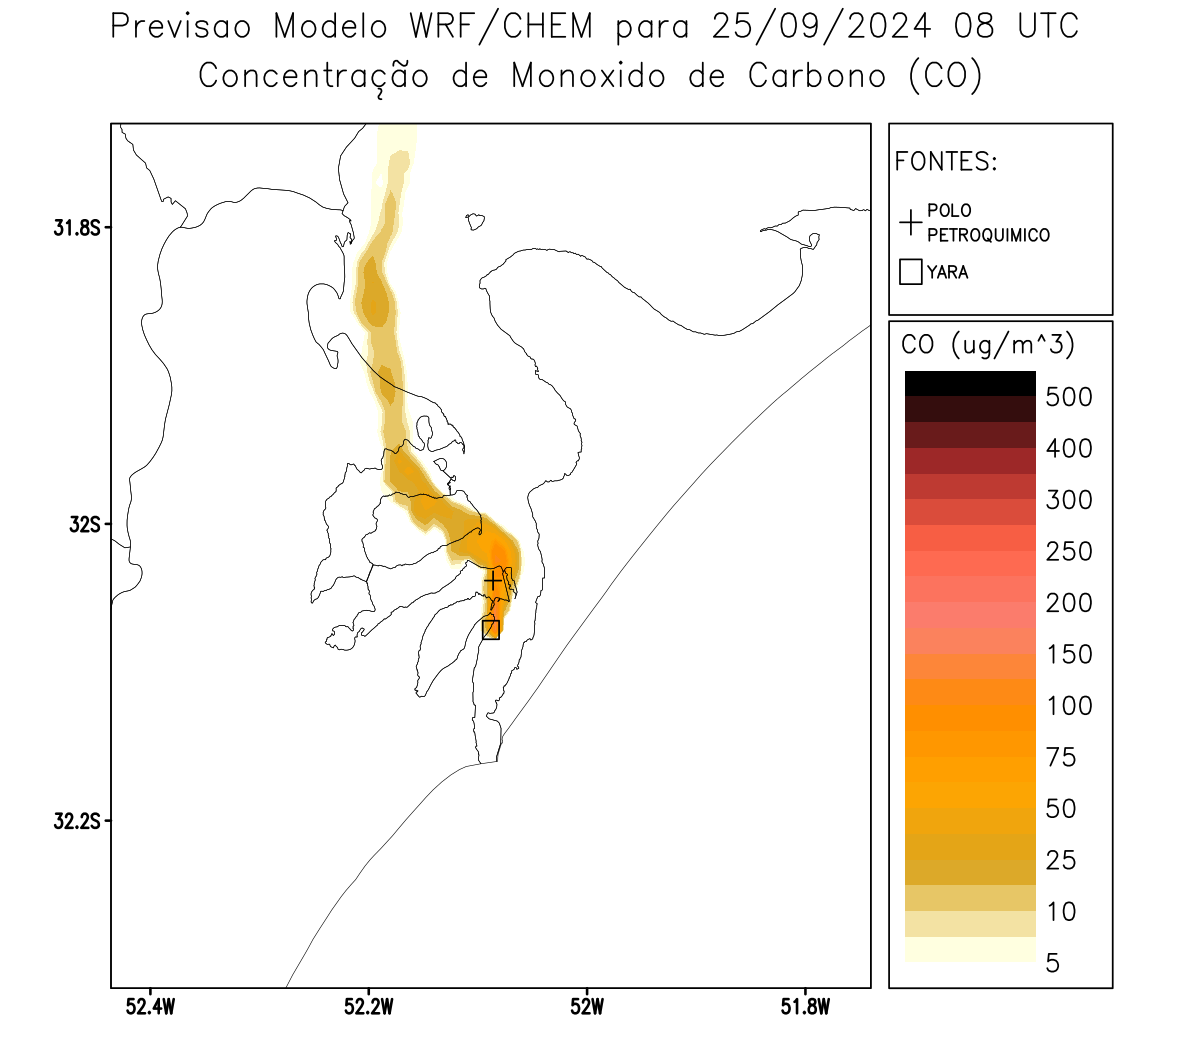 Previsao Modelo WRF/CHEM para 25/09/2024 08 UTC
Concentração de Monoxido de Carbono (CO)
FONTES:
POLO
PETROQUIMICO
YARA
31.8S
32S
32.2S
52.4W
52.2W
52W
51.8W
CO (ug/m^3)
500
400
300
250
200
150
100
75
50
25
10
5